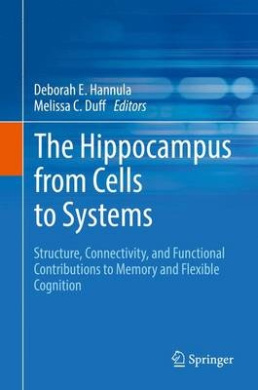 Deborah E. Hannula
Melissa C. Duff Editors
The Hippocampus
from Cells
to Systems
Structure, Connectivity, and Functional
Contributions to Memory and Flexible
Cognition
Springer